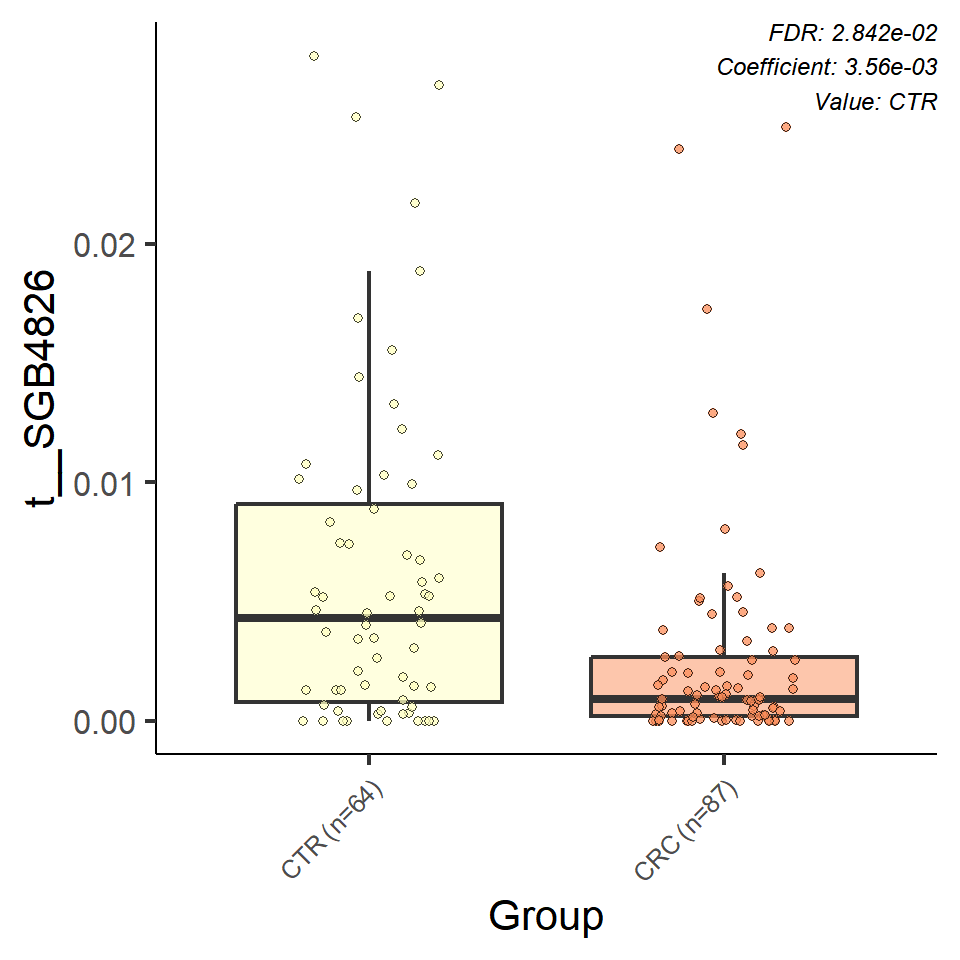 FDR: 2.842e-02
Coefficient: 3.56e-03
Value: CTR
t__SGB4826
0.02
0.01
0.00
CTR (n=64)
CRC (n=87)
Group